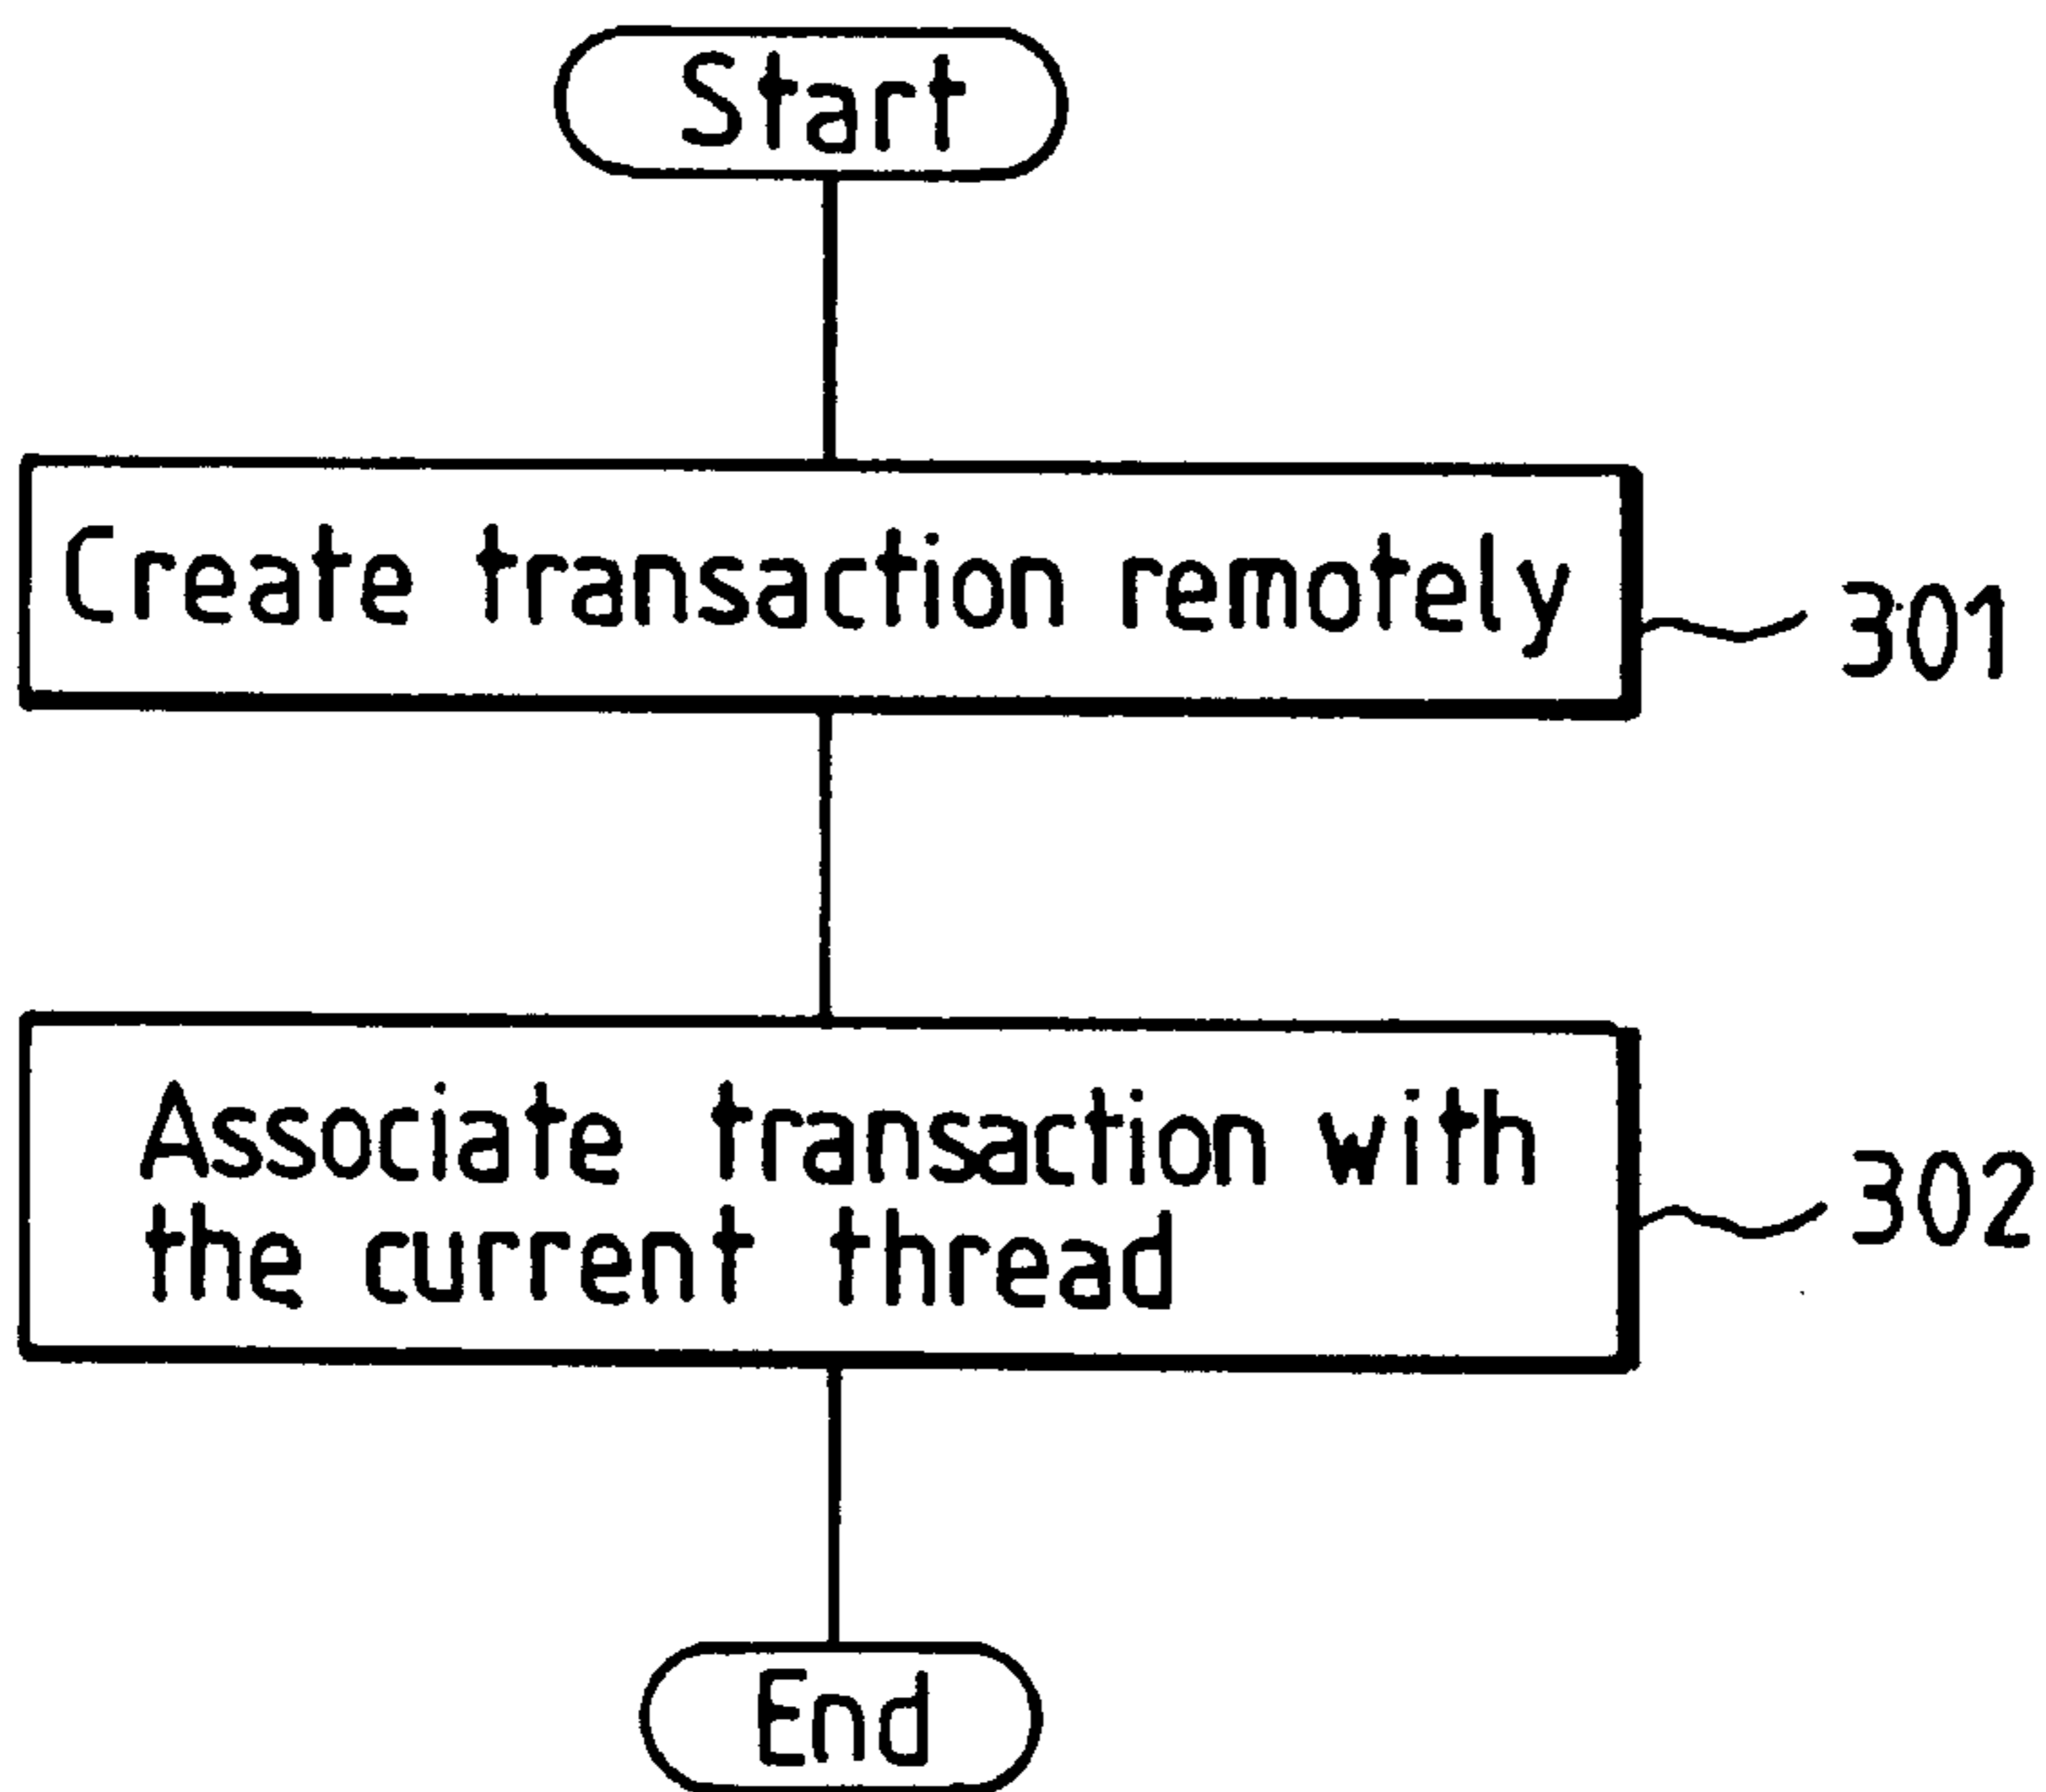 Start
Create transaction remotely
301
Associate transaction with
the current thread
302
End